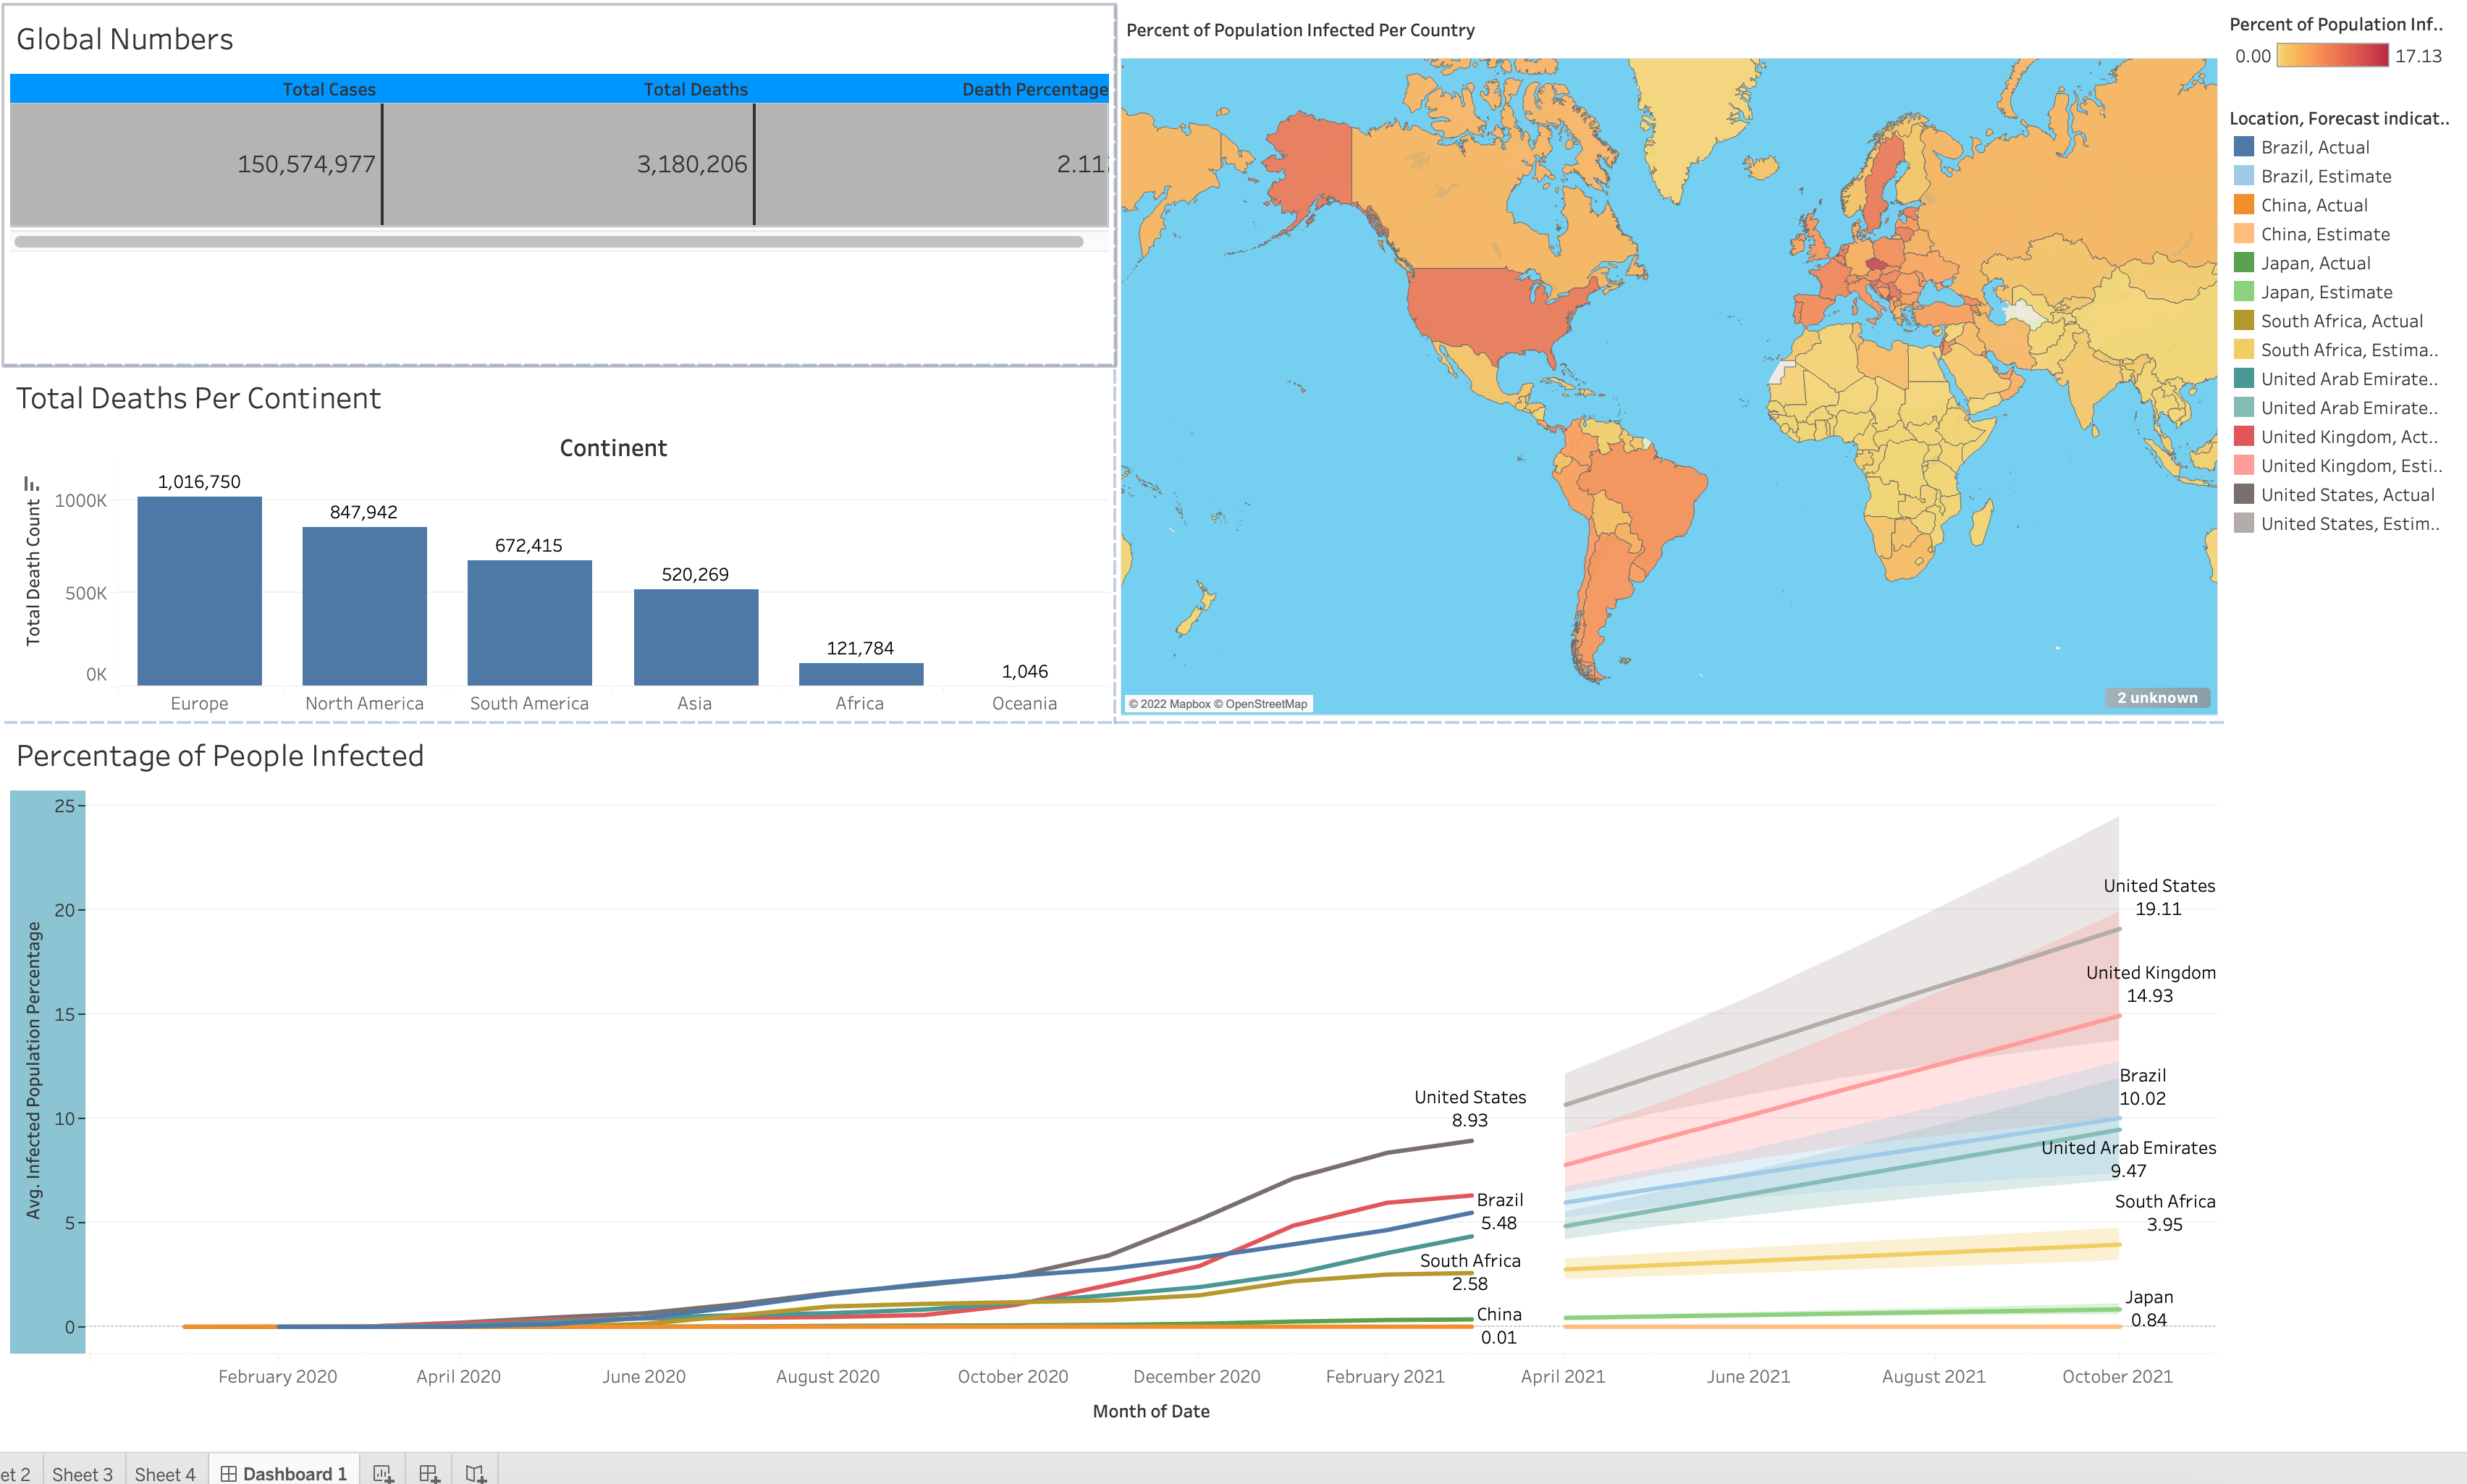 Global Numbers
Total Cases
Total Deaths
Death Percentage
150,574,977
3,180,206
2.11
Total Deaths Per Continent
Continent
Total Death Count
1000K
500K
0K
1,016,750
847,942
672,415
520,269
121,784
1,046
Europe
North America
South America
Asia
Africa
Oceania
Percent of Population Infected Per Country
© 2022 Mapbox © OpenStreetMap
2 unknown
Percent of Population Inf..
0.00
17.13
Location, Forecast indicat..
Brazil, Actual
Brazil, Estimate
China, Actual
China, Estimate
Japan, Actual
Japan, Estimate
South Africa, Actual
South Africa, Estima..
United Arab Emirate..
United Arab Emirate..
United Kingdom, Act..
United Kingdom, Esti..
United States, Actual
United States, Estim..
Percentage of People Infected
Avg. Infected Population Percentage
25
20
15
10
5
0
United States
8.93
Brazil
5.48
South Africa
2.58
China
0.01
United States
19.11
United Kingdom
14.93
Brazil
10.02
United Arab Emirates
9.47
South Africa
3.95
Japan
0.84
February 2020
April 2020
June 2020
August 2020
October 2020
December 2020
February 2021
April 2021
June 2021
August 2021
October 2021
Month of Date
et 2
Sheet 3
Sheet 4
Dashboard 1